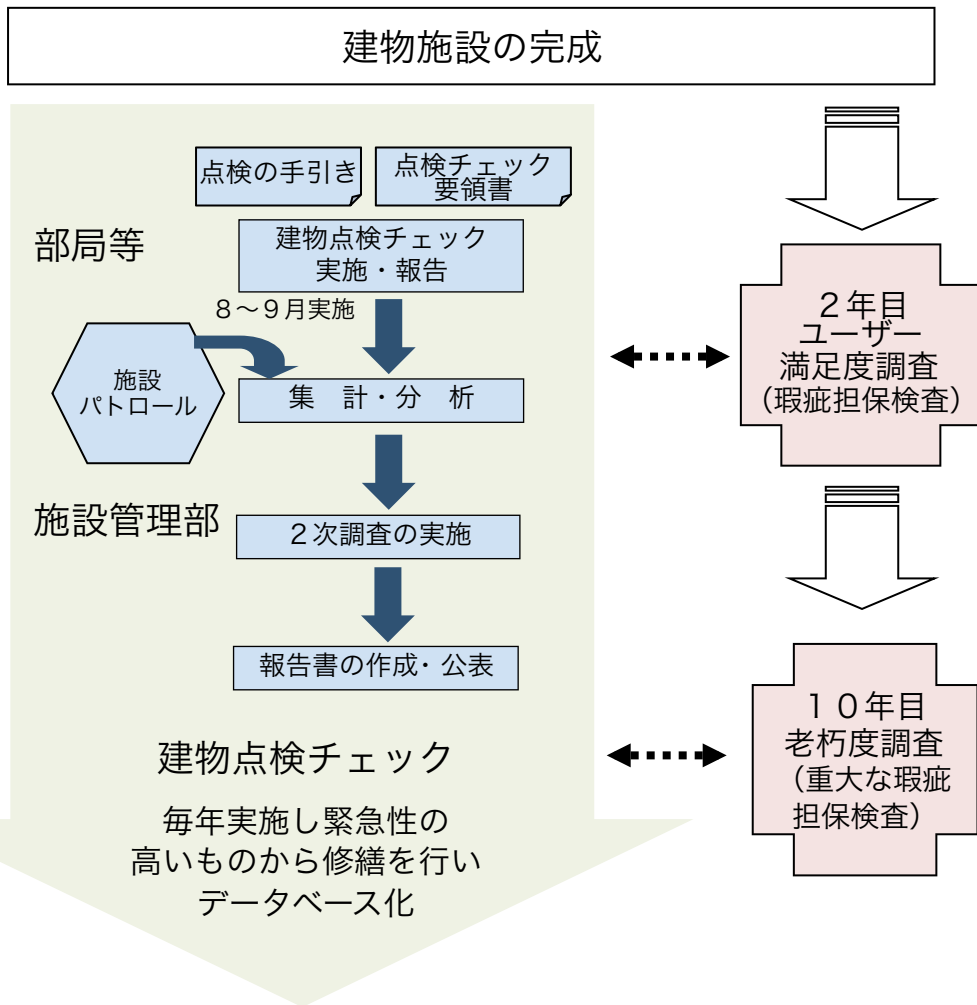 建物施設の完成
点検の手引き
点検チェック
要領書
部局等
建物点検チェック
実施・報告
８～９月実施
施設
パトロール
集　計・分　析
施設管理部
２次調査の実施
報告書の作成・公表
建物点検チェック
毎年実施し緊急性の
高いものから修繕を行い
データベース化
２年目
ユーザー
満足度調査
（瑕疵担保検査）
１０年目
老朽度調査
（重大な瑕疵
担保検査）